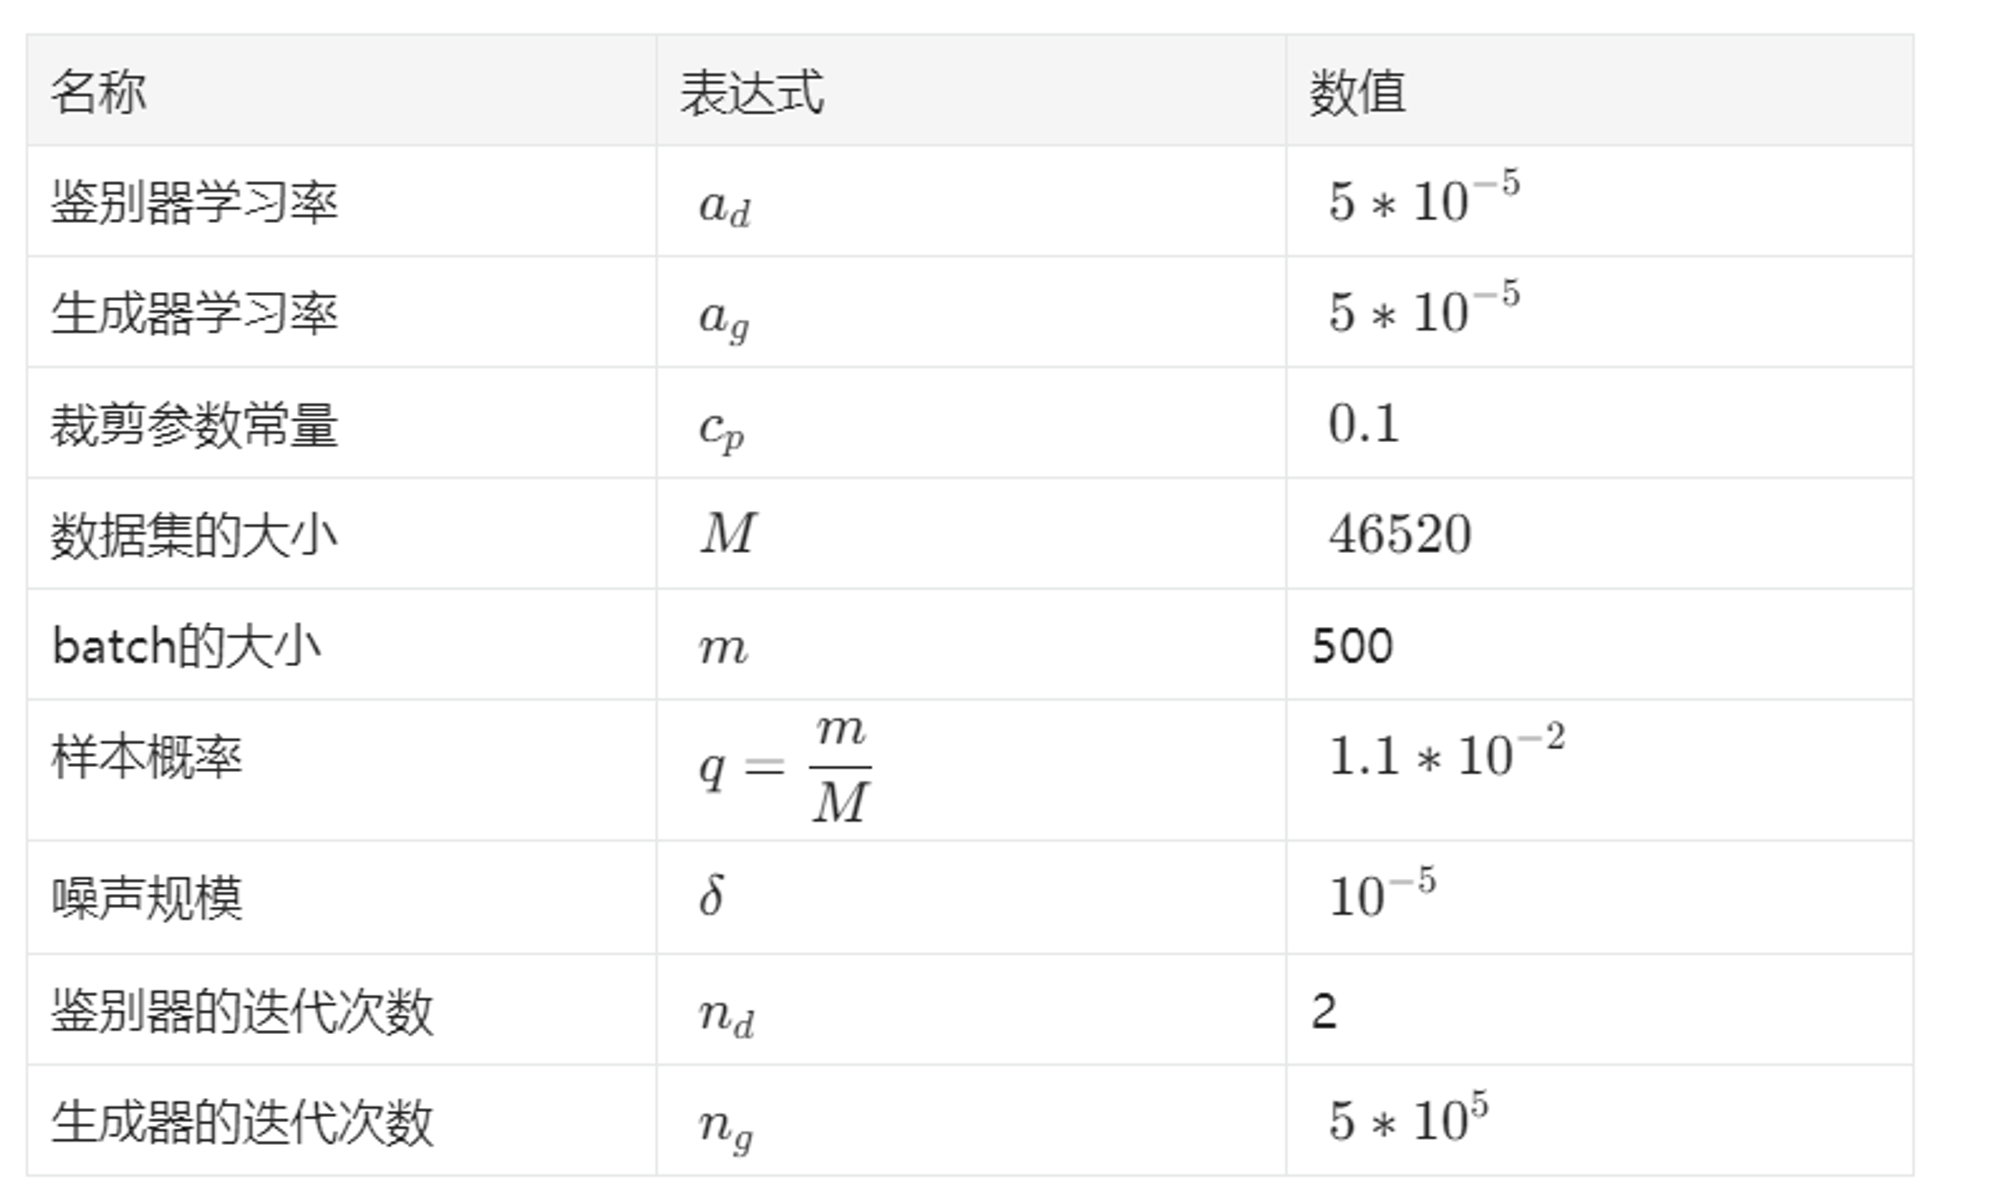 名称 表达式 数值
鉴别器学习率 a_d 5 * 10^{-5}
生成器学习率 a_g 5 * 10^{-5}
裁剪参数常量 c_p 0.1
数据集的大小 M 46520
batch的大小 m 500
样本概率 q = \frac{m}{M} 1.1 * 10^{-2}
噪声规模 δ 10^{-5}
鉴别器的迭代次数 n_d 2
生成器的迭代次数 n_g 5 * 10^5